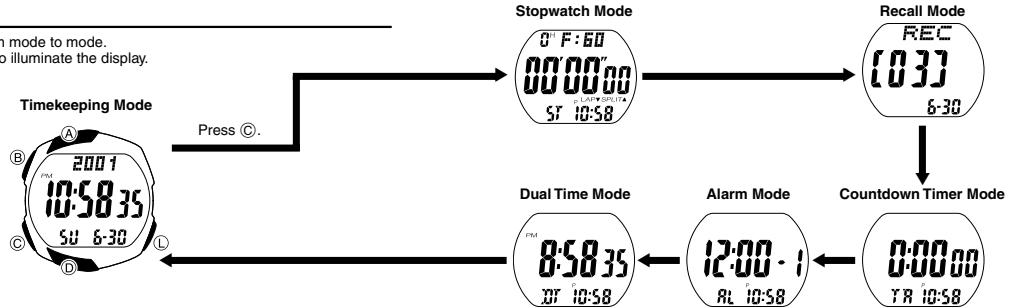 n mode to mode.
o illuminate the display.
Timekeeping Mode
A
B
2001
PM
10:58 35
SU 6-30
C
L
D
Press C.
Stopwatch Mode
0H F:60
00'00"00
P LAP▼SPLIT▲
ST 10:58
Recall Mode
REC
[03]
6-30
Countdown Timer Mode
0:00 00
P
TR 10:58
Alarm Mode
12:00 - 1
P
AL 10:58
Dual Time Mode
PM
8:58 35
P
DT 10:58